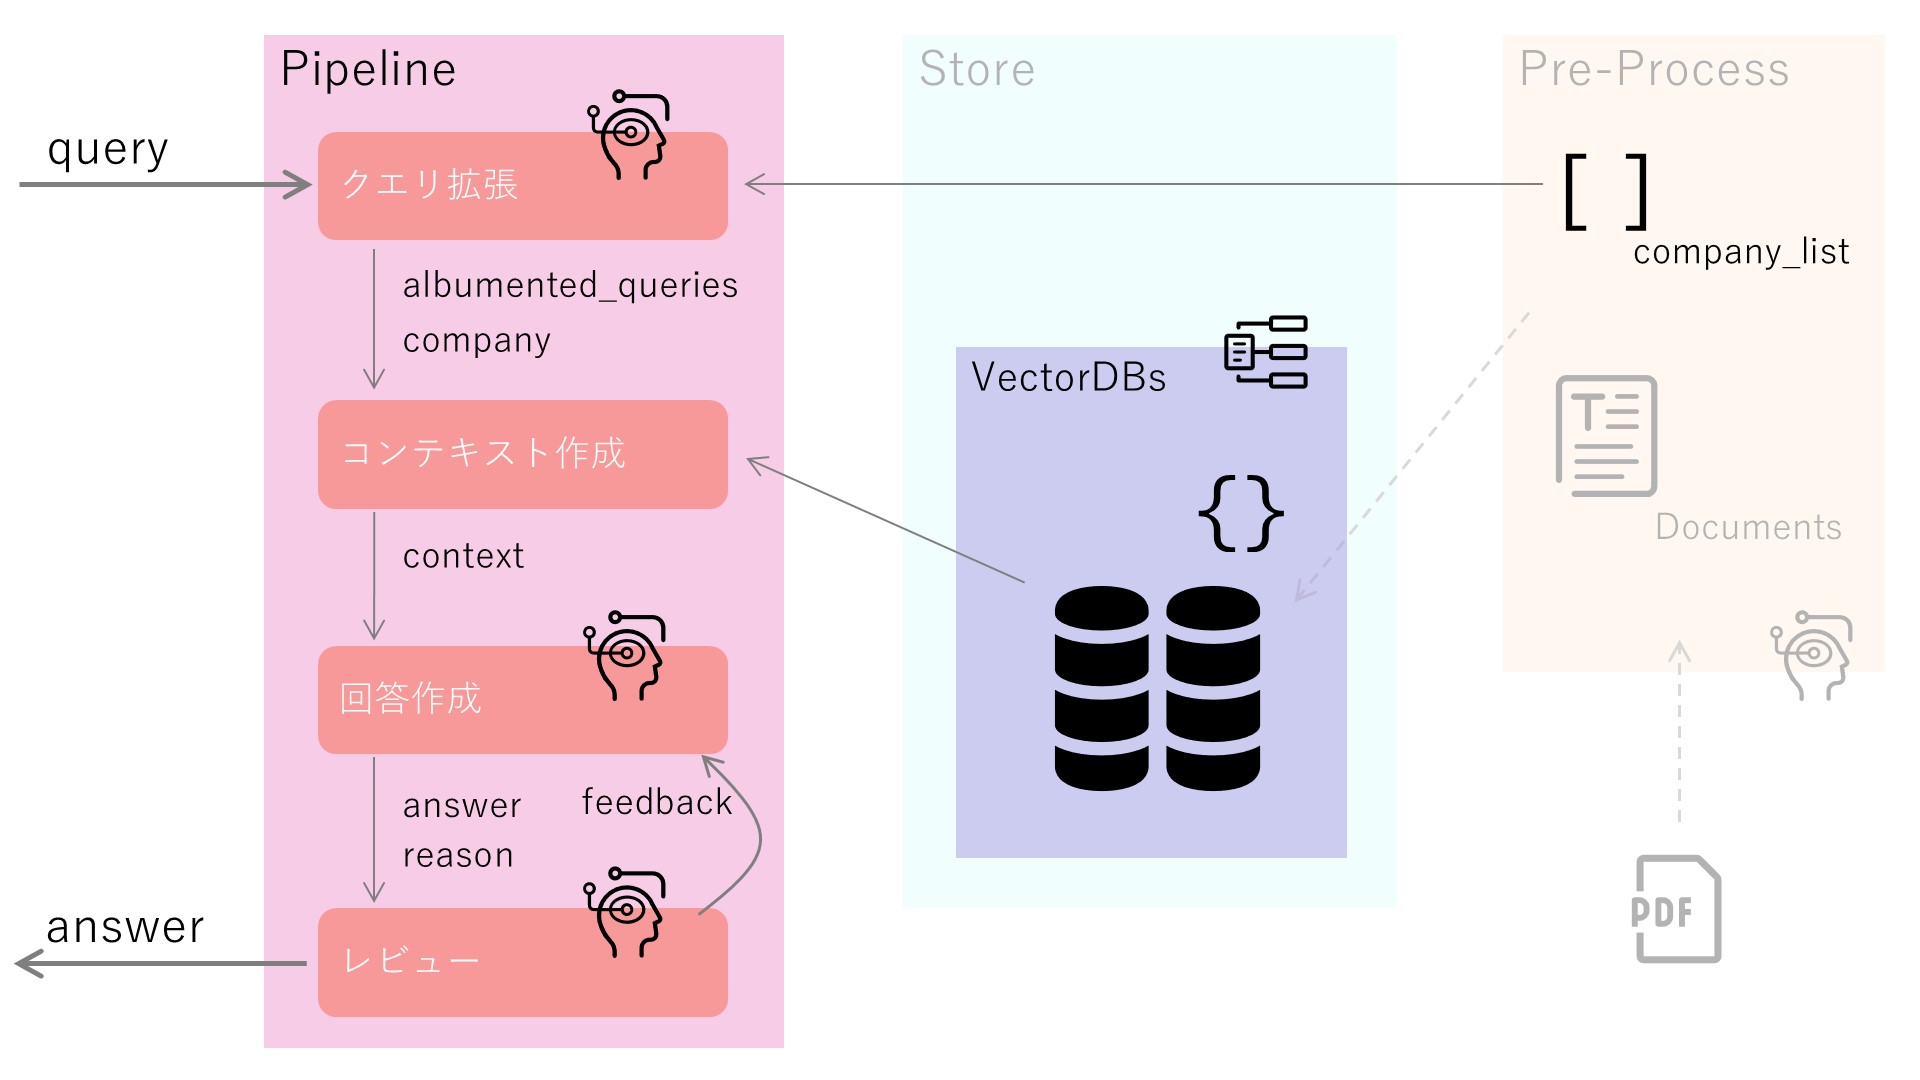 Pipeline
query
クエリ拡張
albumented_queries
company
コンテキスト作成
context
回答作成
answer
reason
feedback
レビュー
answer
Store
VectorDBs
{}
Pre-Process
[ ]
company_list
T
Documents
PDF